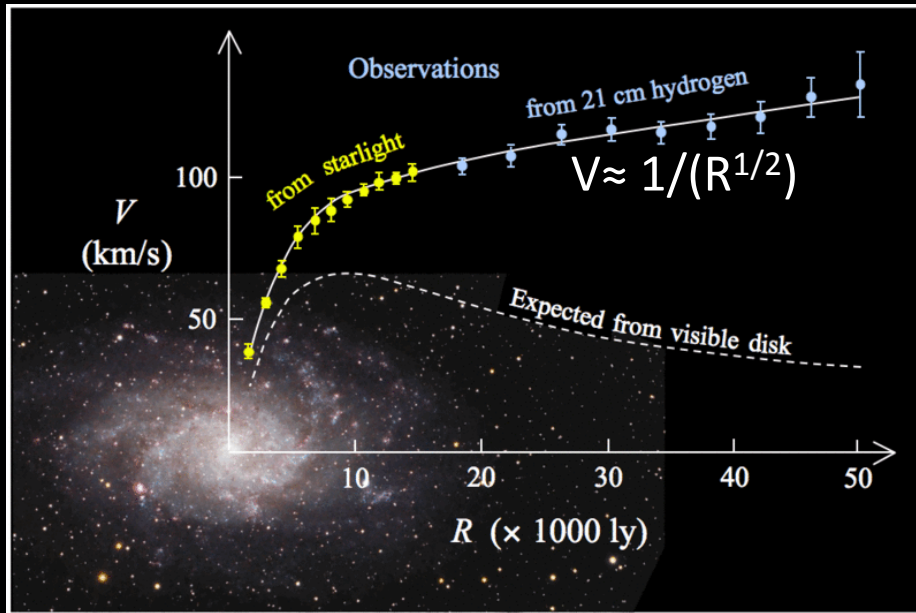 Observations
from 21 cm hydrogen
from starlight
V≈ 1/(R^1/2)
100
V
(km/s)
50
Expected from visible disk
10 20 30 40 50
R (× 1000 ly)